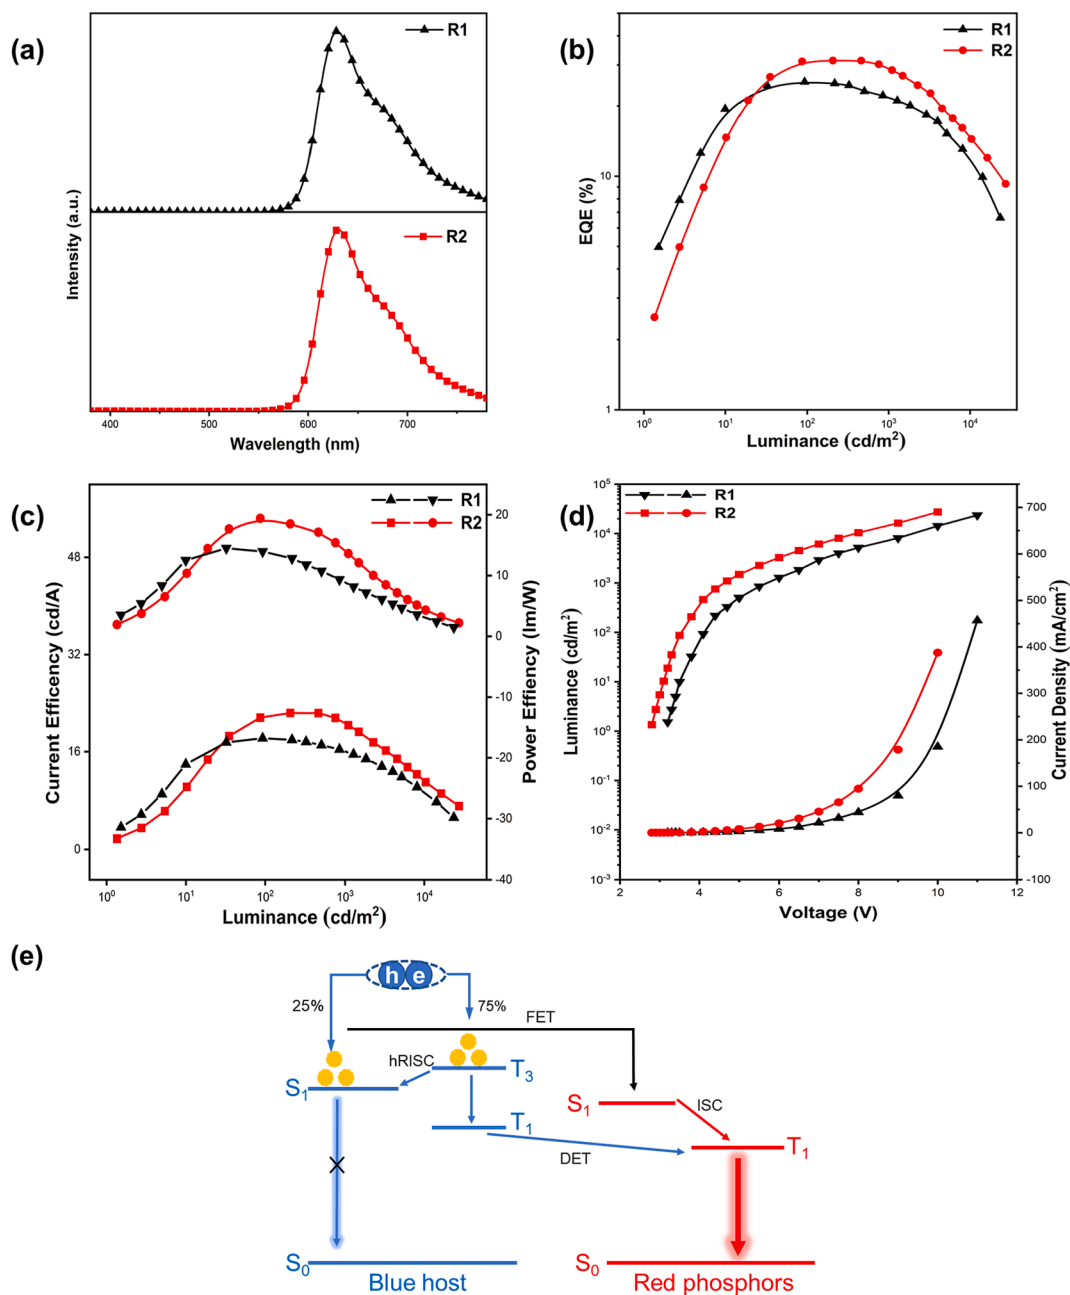 (a)
R1
R2
Intensity (a.u.)
400
500
600
700
Wavelength (nm)
(b)
R1
R2
EQE (%)
10
1
10⁰
10¹
10²
10³
10⁴
Luminance (cd/m²)
(c)
R1
R2
Current Efficency (cd/A)
48
32
16
0
Power Effiency (lm/W)
20
10
0
-10
-20
-30
-40
10⁰
10¹
10²
10³
10⁴
Luminance (cd/m²)
(d)
R1
R2
Luminance (cd/m²)
10⁵
10⁴
10³
10²
10¹
10⁰
10⁻¹
10⁻²
10⁻³
Current Density (mA/cm²)
700
600
500
400
300
200
100
0
-100
2
4
6
8
10
12
Voltage (V)
(e)
h e
25%
75%
FET
hRISC
T₃
S₁
S₁
ISC
T₁
DET
T₁
S₀
S₀
Blue host
Red phosphors